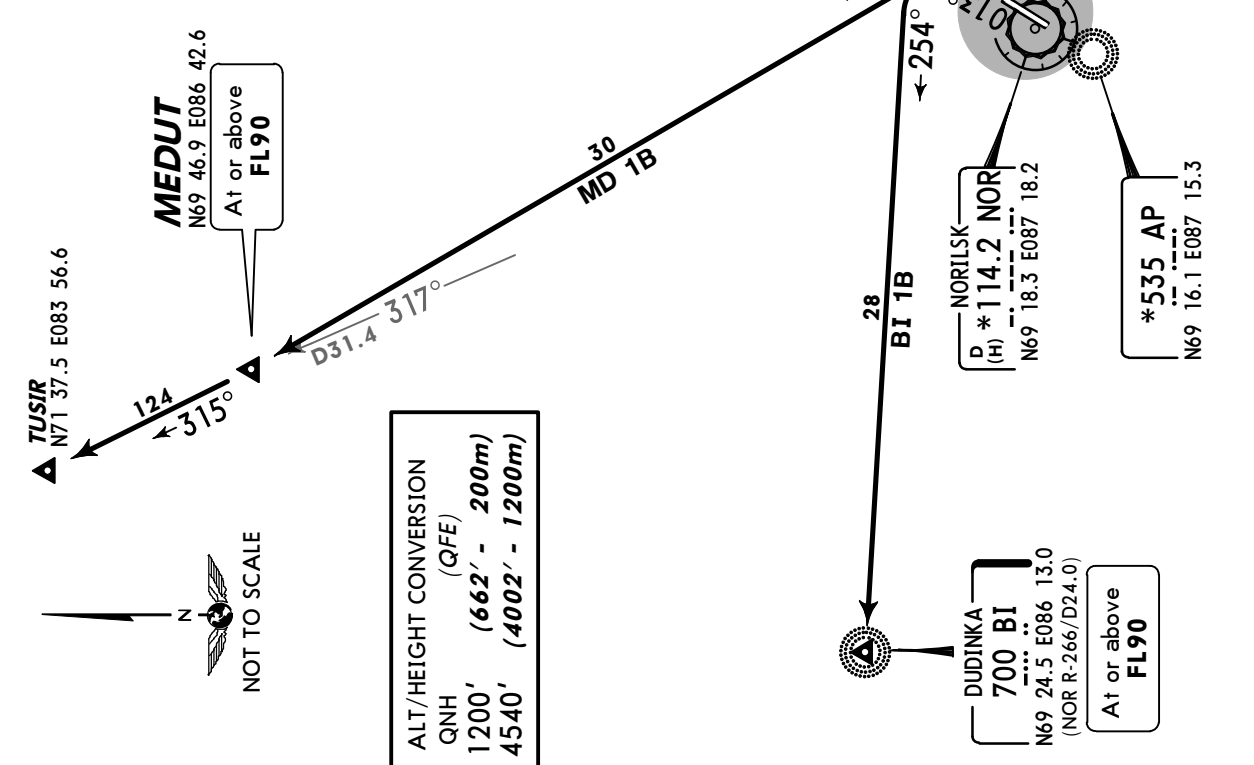 TUSIR
N71 37.5 E083 56.6
124
←315°
MEDUT
N69 46.9 E086 42.6
At or above
FL90
D31.4
317°
30
MD 1B
←254°
013°
28
BI 1B
NORILSK
D
(H) *114.2 NOR
N69 18.3 E087 18.2
*535 AP
N69 16.1 E087 15.3
N
NOT TO SCALE
ALT/HEIGHT CONVERSION
QNH (QFE)
1200' (662' - 200m)
4540' (4002' - 1200m)
DUDINKA
700 BI
N69 24.5 E086 13.0
(NOR R-266/D24.0)
At or above
FL90